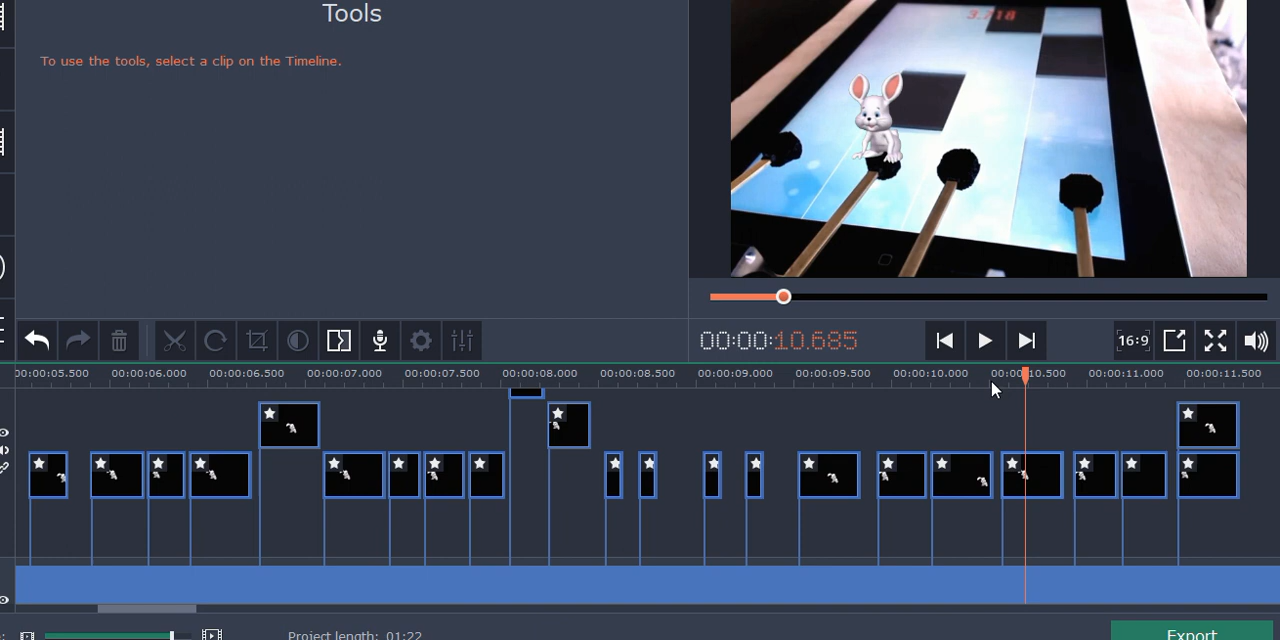 Tools
To use the tools, select a clip on the Timeline.
3.718
00:00:10.685
16:9
00:00:05.500 00:00:06.000 00:00:06.500 00:00:07.000 00:00:07.500 00:00:08.000 00:00:08.500 00:00:09.000 00:00:09.500 00:00:10.000 00:00:10.500 00:00:11.000 00:00:11.500
Project length: 01:22
Export